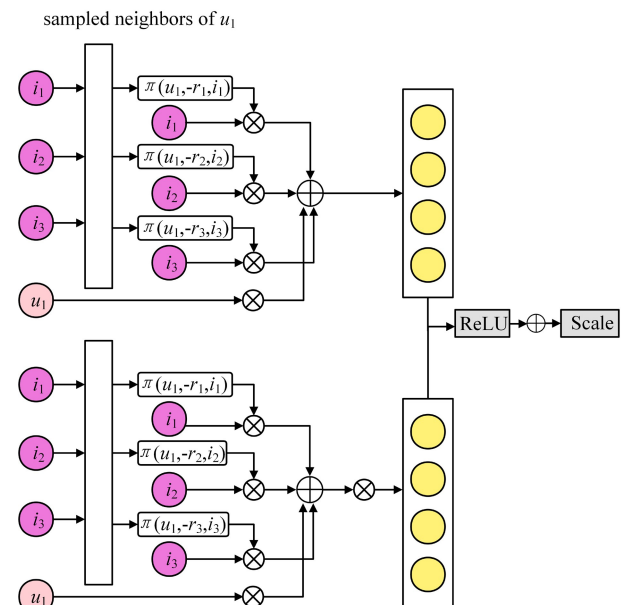 sampled neighbors of u₁
i₁
π(u₁,-r₁,i₁)
i₁
i₂
π(u₁,-r₂,i₂)
i₂
i₃
π(u₁,-r₃,i₃)
i₃
u₁
ReLU
Scale
i₁
π(u₁,-r₁,i₁)
i₁
i₂
π(u₁,-r₂,i₂)
i₂
i₃
π(u₁,-r₃,i₃)
i₃
u₁